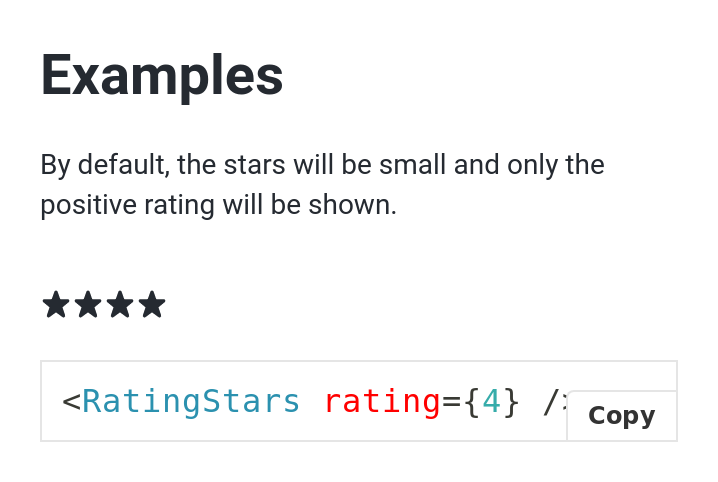 Examples
By default, the stars will be small and only the
positive rating will be shown.
<RatingStars rating={4} />
Copy